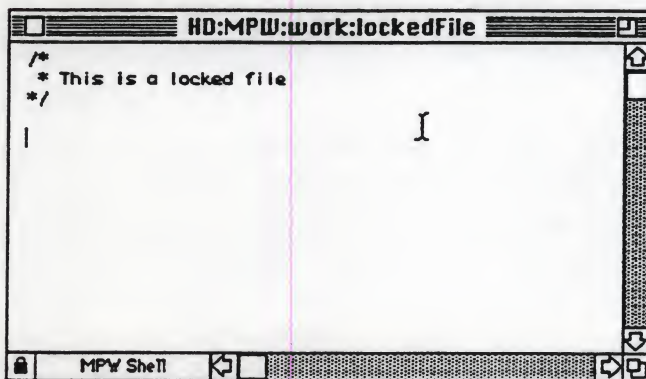 HD:MPW:work:lockedFile
/*
* This is a locked file
*/
MPW Shell